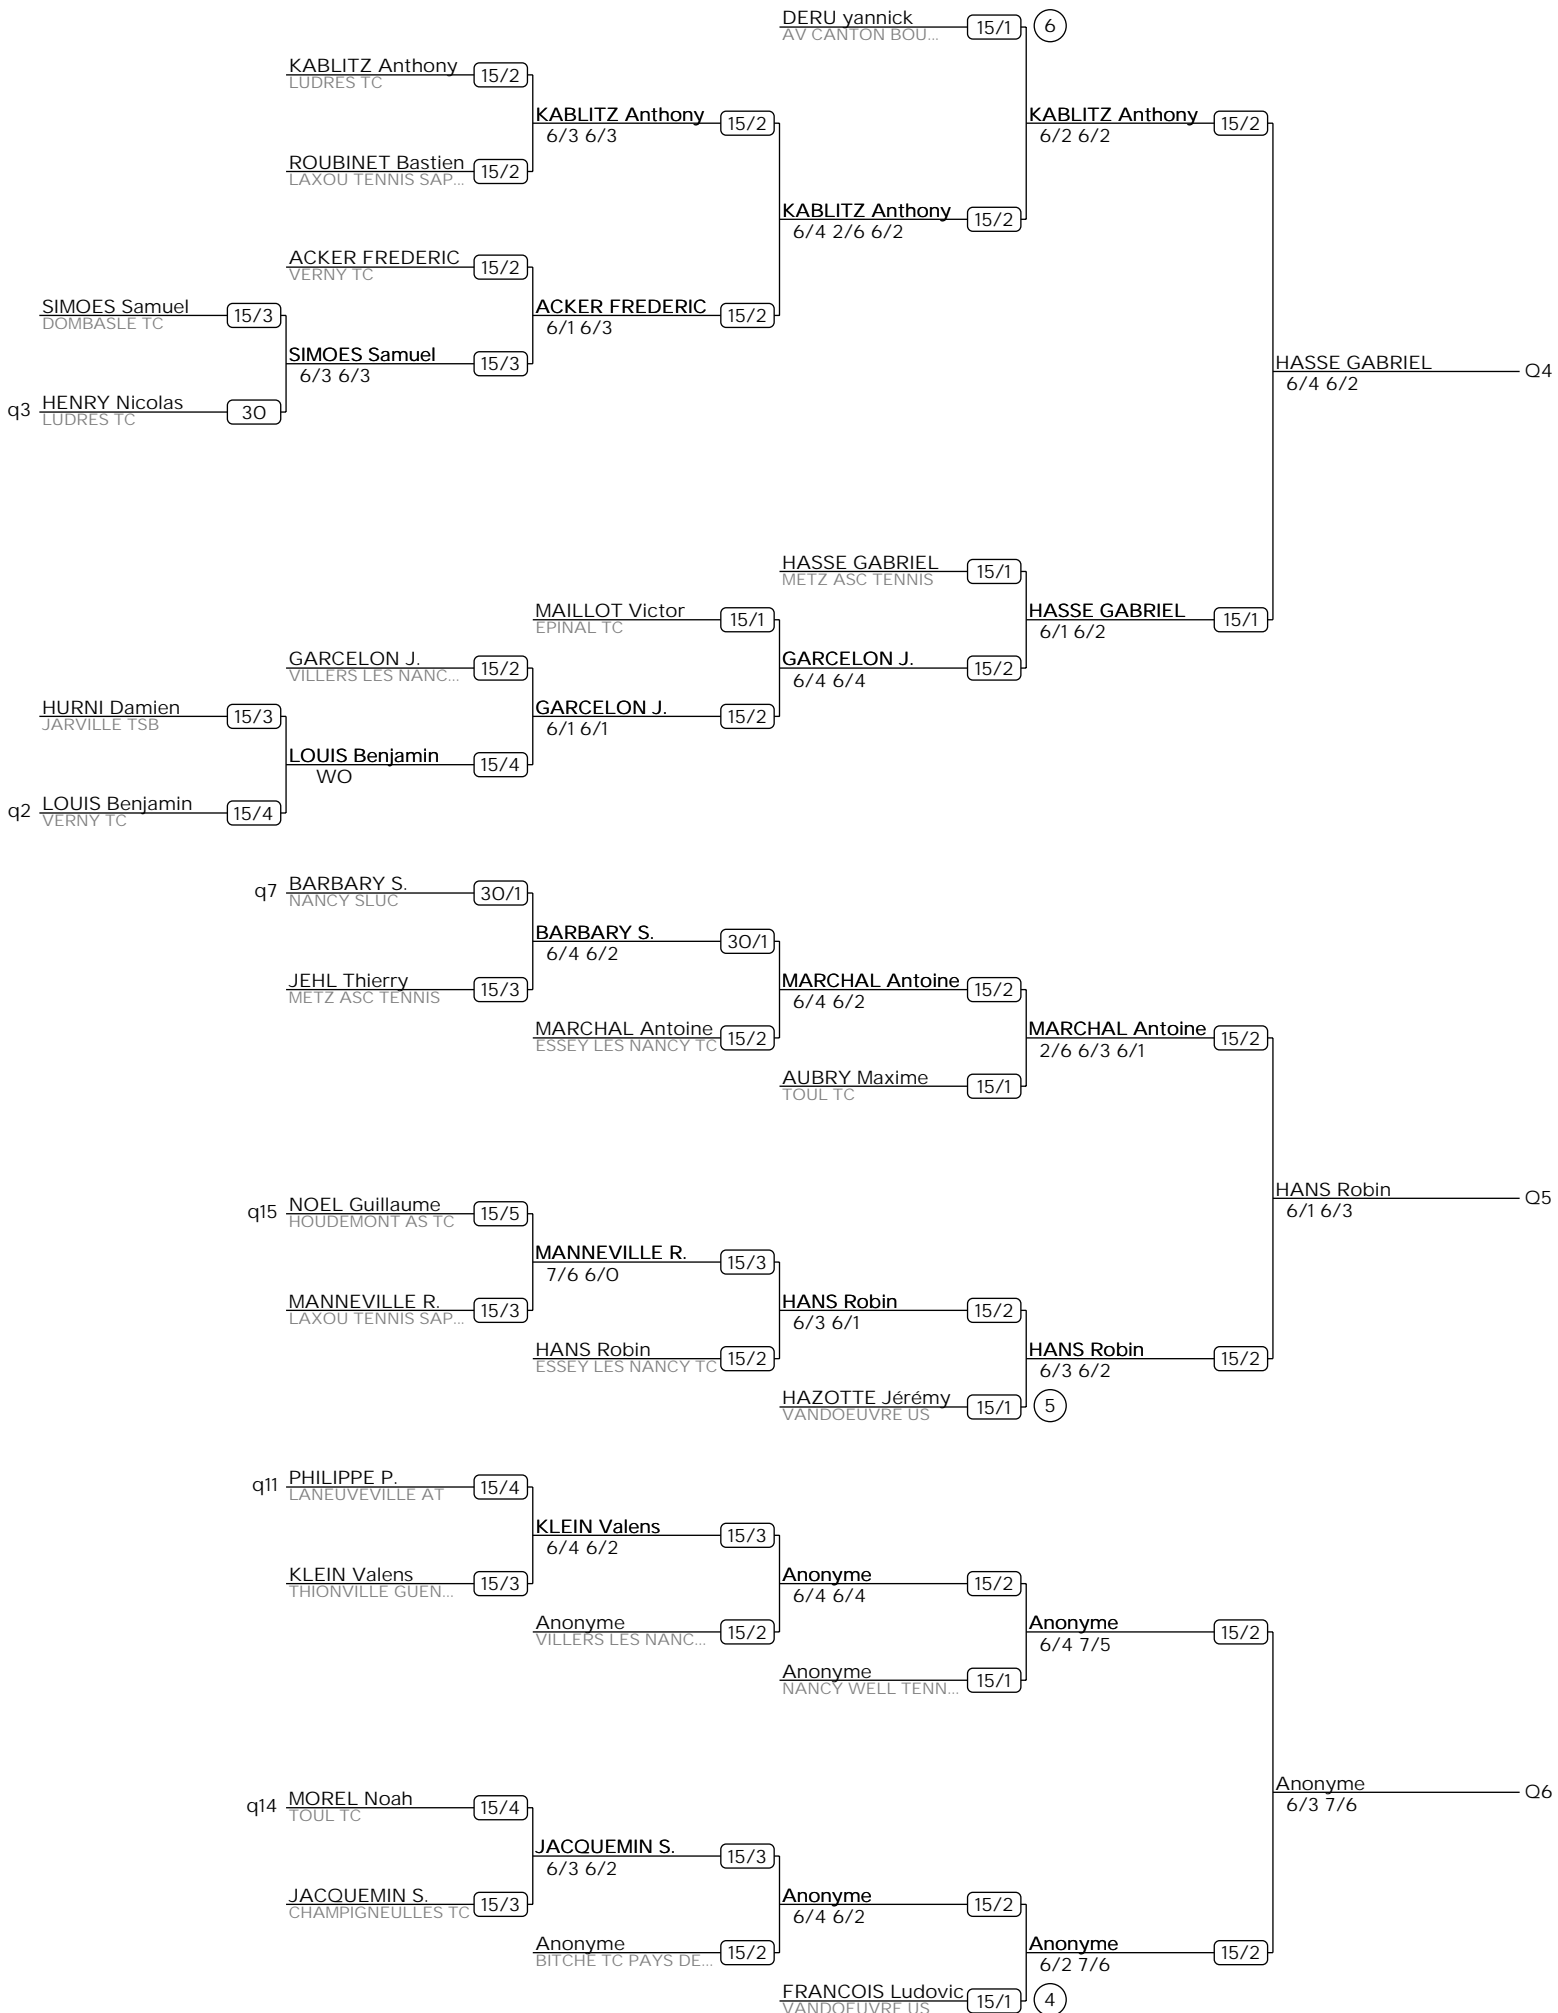 DERU yannick
15/1
6
AV CANTON BOU...
KABLITZ Anthony
15/2
LUDRES TC
KABLITZ Anthony
15/2
6/3 6/3
KABLITZ Anthony
15/2
6/2 6/2
ROUBINET Bastien
15/2
LAXOU TENNIS SAP...
KABLITZ Anthony
15/2
6/4 2/6 6/2
ACKER FREDERIC
15/2
VERNY TC
SIMOES Samuel
15/3
DOMBASLE TC
ACKER FREDERIC
15/2
6/1 6/3
SIMOES Samuel
15/3
6/3 6/3
HASSE GABRIEL
Q4
6/4 6/2
q3
HENRY Nicolas
30
LUDRES TC
HASSE GABRIEL
15/1
METZ ASC TENNIS
MAILLOT Victor
15/1
EPINAL TC
HASSE GABRIEL
15/1
6/1 6/2
GARCELON J.
15/2
VILLERS LES NANC...
GARCELON J.
15/2
6/4 6/4
HURNI Damien
15/3
JARVILLE TSB
GARCELON J.
15/2
6/1 6/1
LOUIS Benjamin
15/4
WO
q2
LOUIS Benjamin
15/4
VERNY TC
q7
BARBARY S.
30/1
NANCY SLUC
BARBARY S.
30/1
6/4 6/2
JEHL Thierry
15/3
METZ ASC TENNIS
MARCHAL Antoine
15/2
6/4 6/2
MARCHAL Antoine
15/2
ESSEY LES NANCY TC
MARCHAL Antoine
15/2
2/6 6/3 6/1
AUBRY Maxime
15/1
TOUL TC
HANS Robin
Q5
6/1 6/3
q15
NOEL Guillaume
15/5
HOUDEMONT AS TC
MANNEVILLE R.
15/3
7/6 6/0
MANNEVILLE R.
15/3
LAXOU TENNIS SAP...
HANS Robin
15/2
6/3 6/1
HANS Robin
15/2
ESSEY LES NANCY TC
HANS Robin
15/2
6/3 6/2
HAZOTTE Jérémy
15/1
5
VANDOEUVRE US
q11
PHILIPPE P.
15/4
LANEUVEVILLE AT
KLEIN Valens
15/3
6/4 6/2
KLEIN Valens
15/3
THIONVILLE GUEN...
Anonyme
15/2
6/4 6/4
Anonyme
15/2
VILLERS LES NANC...
Anonyme
15/2
6/4 7/5
Anonyme
15/1
NANCY WELL TENN...
Anonyme
Q6
6/3 7/6
q14
MOREL Noah
15/4
TOUL TC
JACQUEMIN S.
15/3
6/3 6/2
JACQUEMIN S.
15/3
CHAMPIGNEULLES TC
Anonyme
15/2
6/4 6/2
Anonyme
15/2
BITCHE TC PAYS DE...
Anonyme
15/2
6/2 7/6
FRANCOIS Ludovic
15/1
4
VANDOEUVRE US